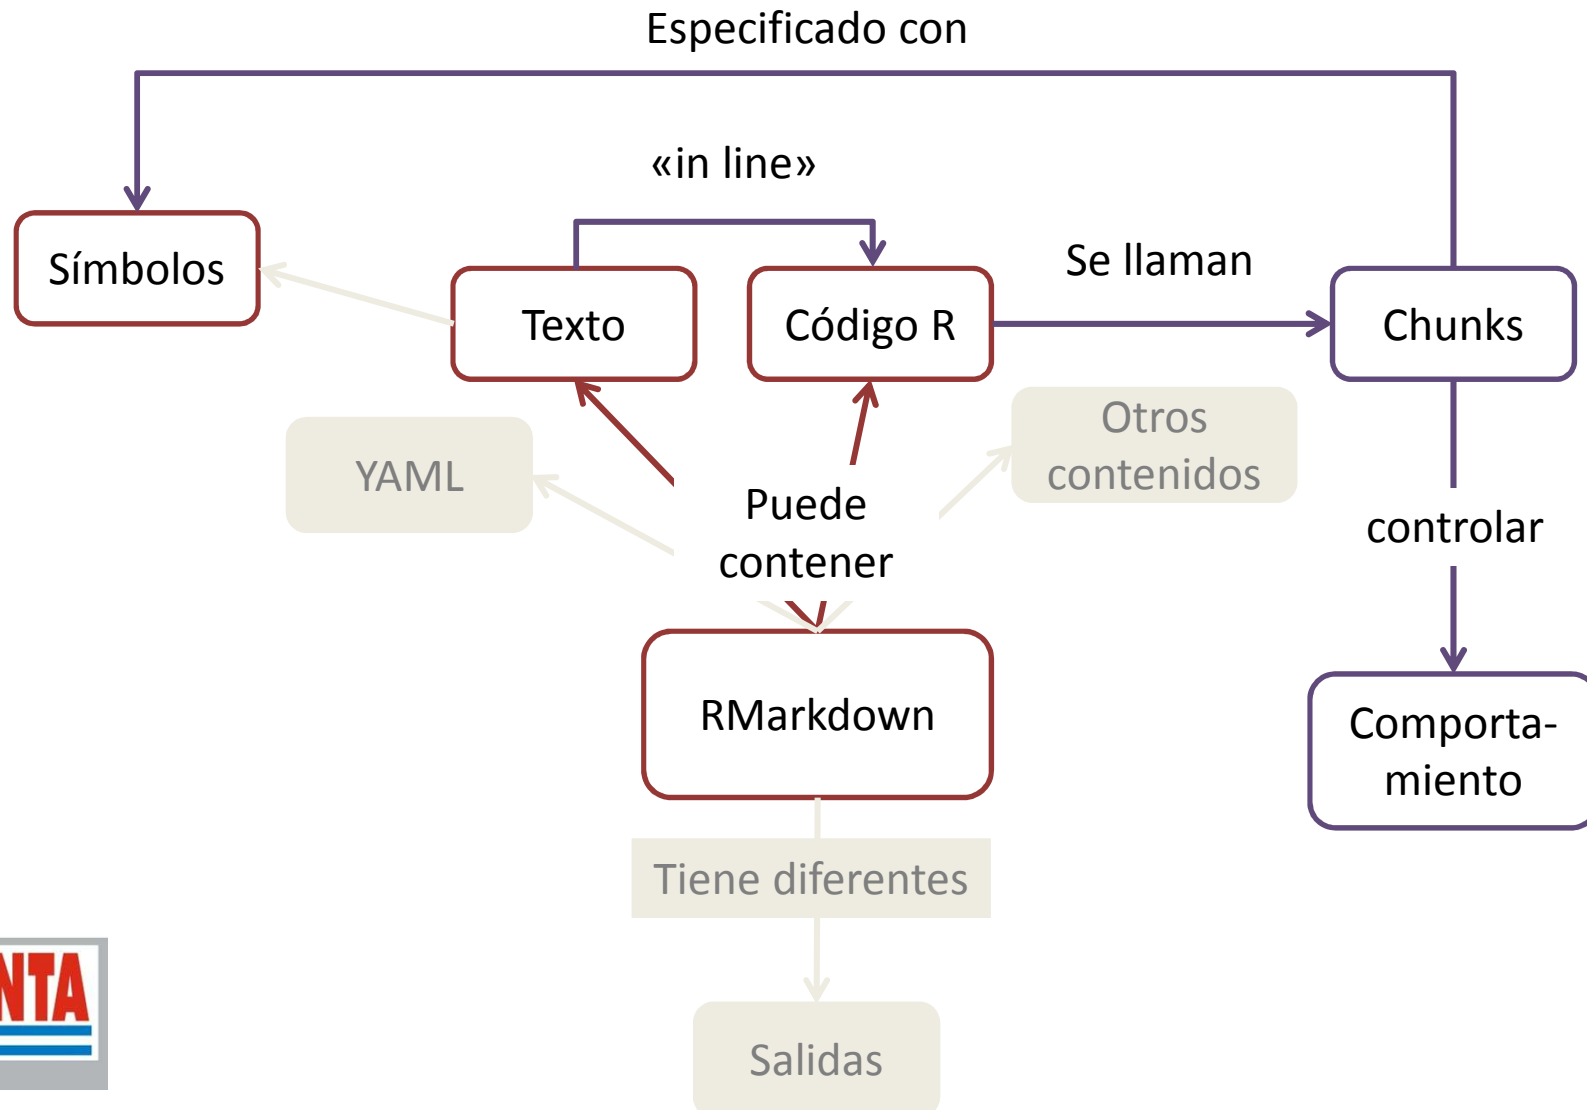 Especificado con
«in line»
Símbolos
Se llaman
Texto
Código R
Chunks
YAML
Otros
contenidos
Puede
contener
controlar
RMarkdown
Comporta-
miento
Tiene diferentes
NTA
Salidas